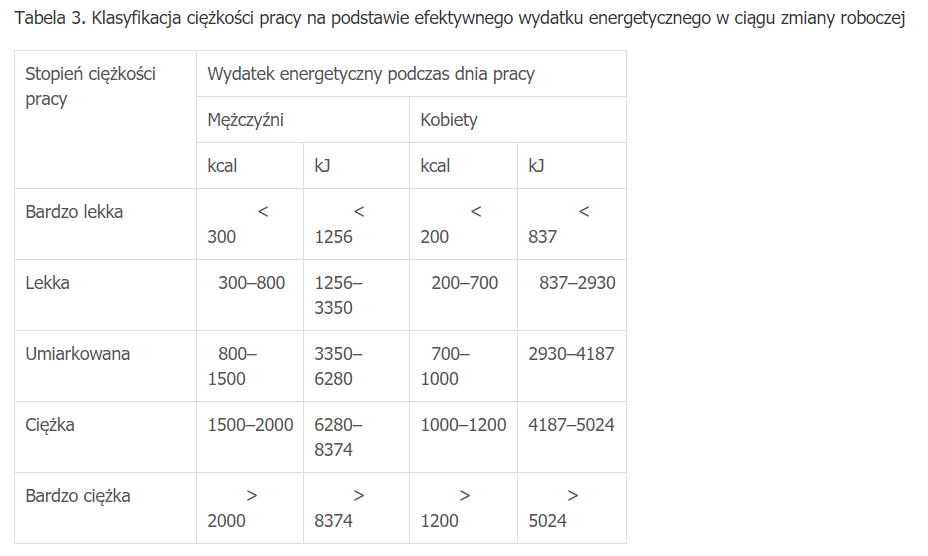 Tabela 3. Klasyfikacja ciężkości pracy na podstawie efektywnego wydatku energetycznego w ciągu zmiany roboczej
Stopień ciężkości
pracy
Wydatek energetyczny podczas dnia pracy
Mężczyźni
Kobiety
kcal
kJ
kcal
kJ
Bardzo lekka
<
300
<
1256
<
200
<
837
Lekka
300–800
1256–
3350
200–700
837–2930
Umiarkowana
800–
1500
3350–
6280
700–
1000
2930–4187
Ciężka
1500–2000
6280–
8374
1000–1200
4187–5024
Bardzo ciężka
>
2000
>
8374
>
1200
>
5024